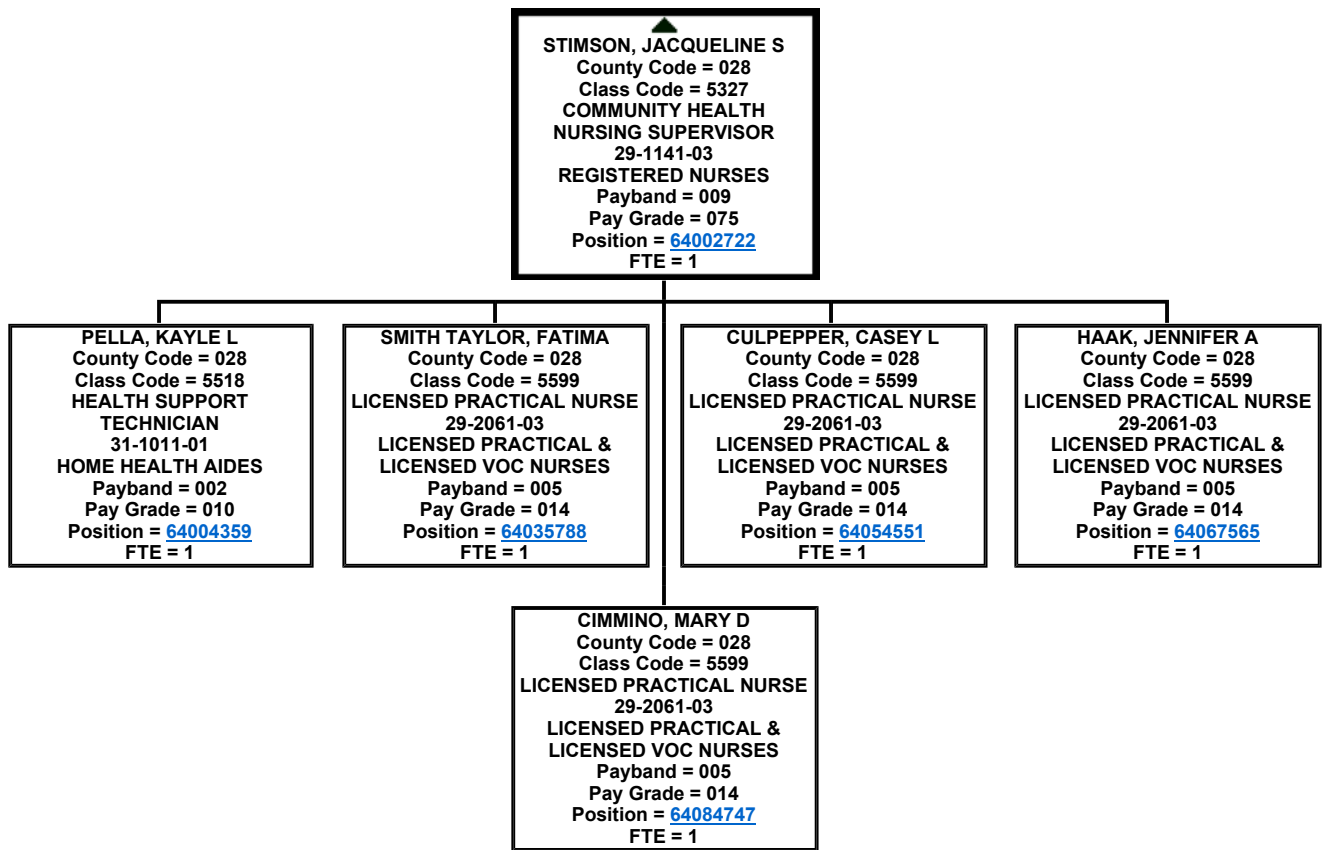 STIMSON, JACQUELINE S
County Code = 028
Class Code = 5327
COMMUNITY HEALTH
NURSING SUPERVISOR
29-1141-03
REGISTERED NURSES
Payband = 009
Pay Grade = 075
Position = 64002722
FTE = 1
PELLA, KAYLE L
County Code = 028
Class Code = 5518
HEALTH SUPPORT
TECHNICIAN
31-1011-01
HOME HEALTH AIDES
Payband = 002
Pay Grade = 010
Position = 64004359
FTE = 1
SMITH TAYLOR, FATIMA
County Code = 028
Class Code = 5599
LICENSED PRACTICAL NURSE
29-2061-03
LICENSED PRACTICAL &
LICENSED VOC NURSES
Payband = 005
Pay Grade = 014
Position = 64035788
FTE = 1
CULPEPPER, CASEY L
County Code = 028
Class Code = 5599
LICENSED PRACTICAL NURSE
29-2061-03
LICENSED PRACTICAL &
LICENSED VOC NURSES
Payband = 005
Pay Grade = 014
Position = 64054551
FTE = 1
HAAK, JENNIFER A
County Code = 028
Class Code = 5599
LICENSED PRACTICAL NURSE
29-2061-03
LICENSED PRACTICAL &
LICENSED VOC NURSES
Payband = 005
Pay Grade = 014
Position = 64067565
FTE = 1
CIMMINO, MARY D
County Code = 028
Class Code = 5599
LICENSED PRACTICAL NURSE
29-2061-03
LICENSED PRACTICAL &
LICENSED VOC NURSES
Payband = 005
Pay Grade = 014
Position = 64084747
FTE = 1